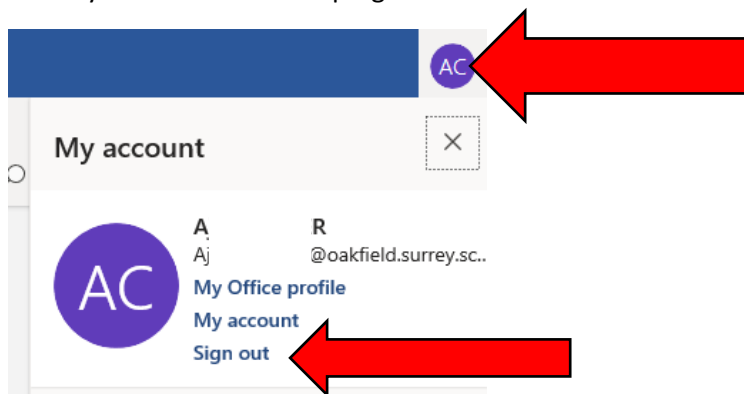 AC
My account
A R
Aj @oakfield.surrey.sc..
AC
My Office profile
My account
Sign out